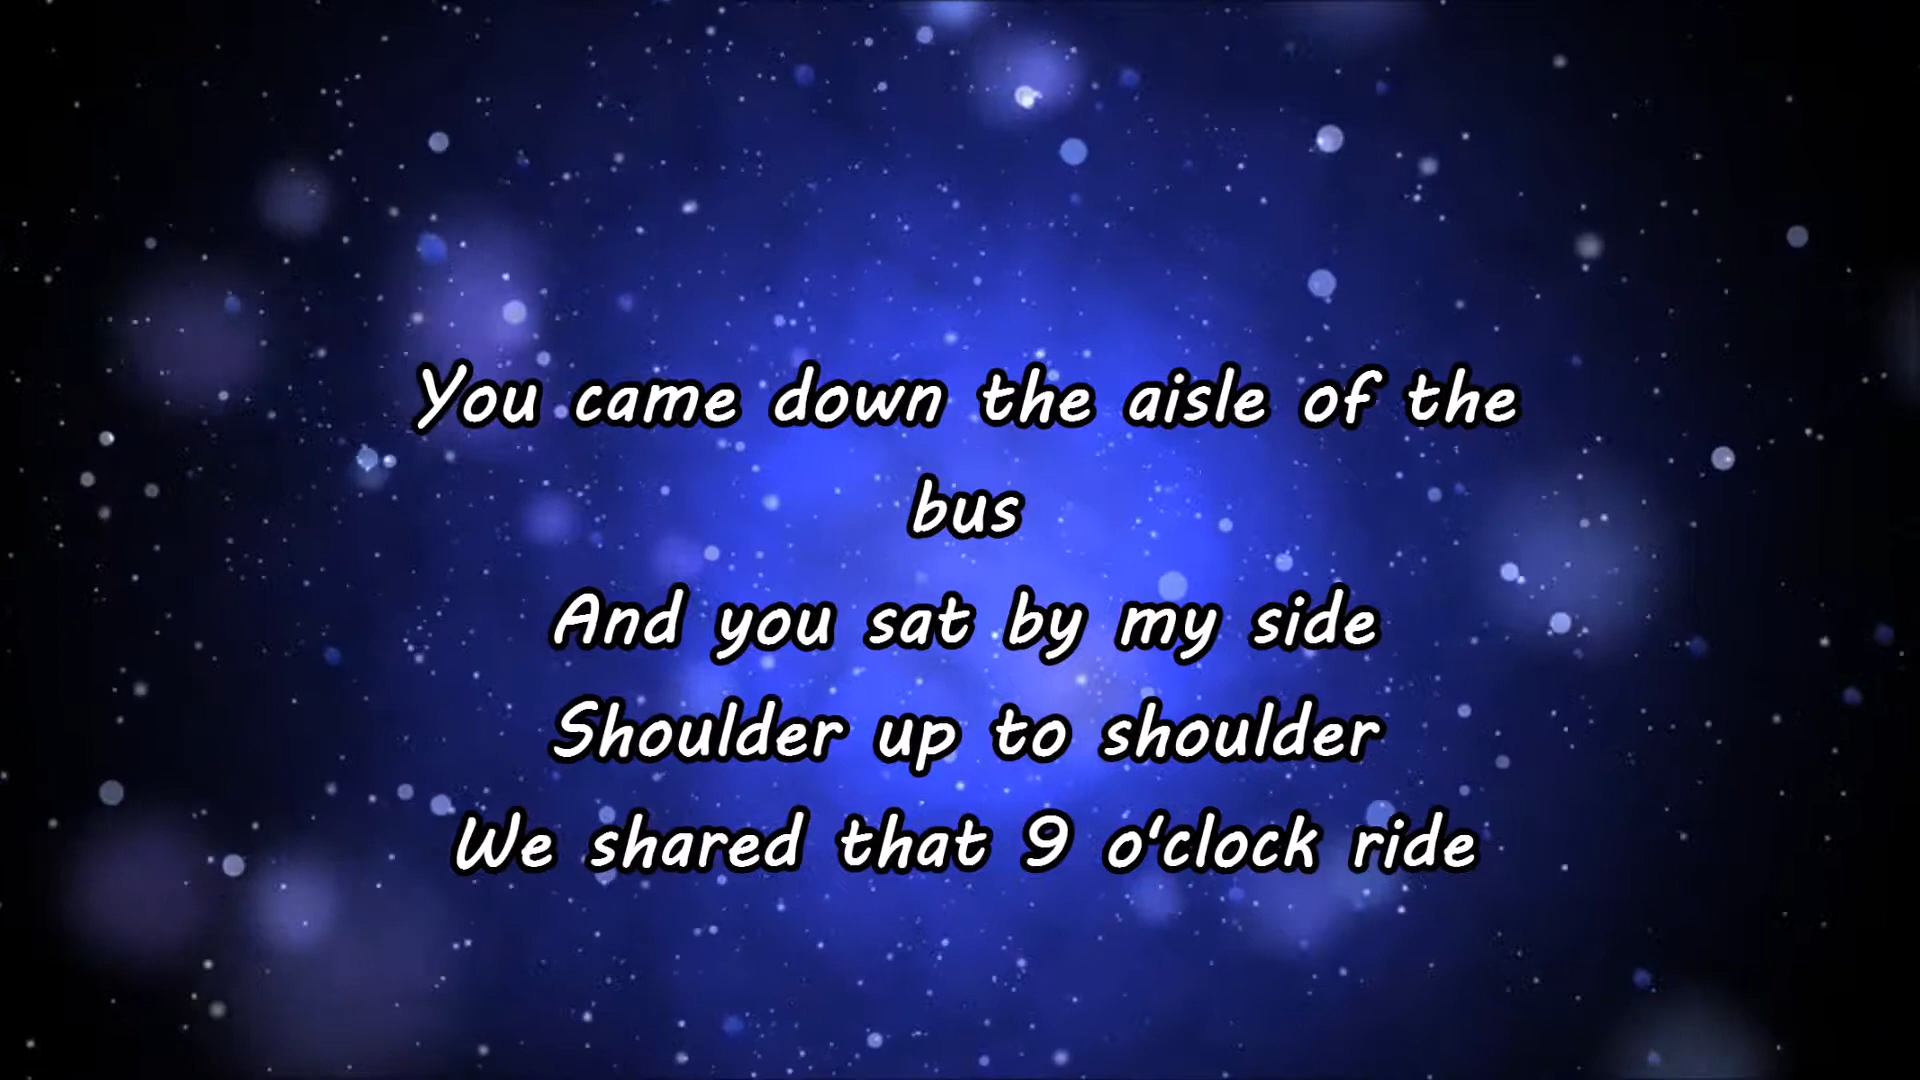 You came down the aisle of the
bus
And you sat by my side
Shoulder up to shoulder
We shared that 9 o‘clock ride